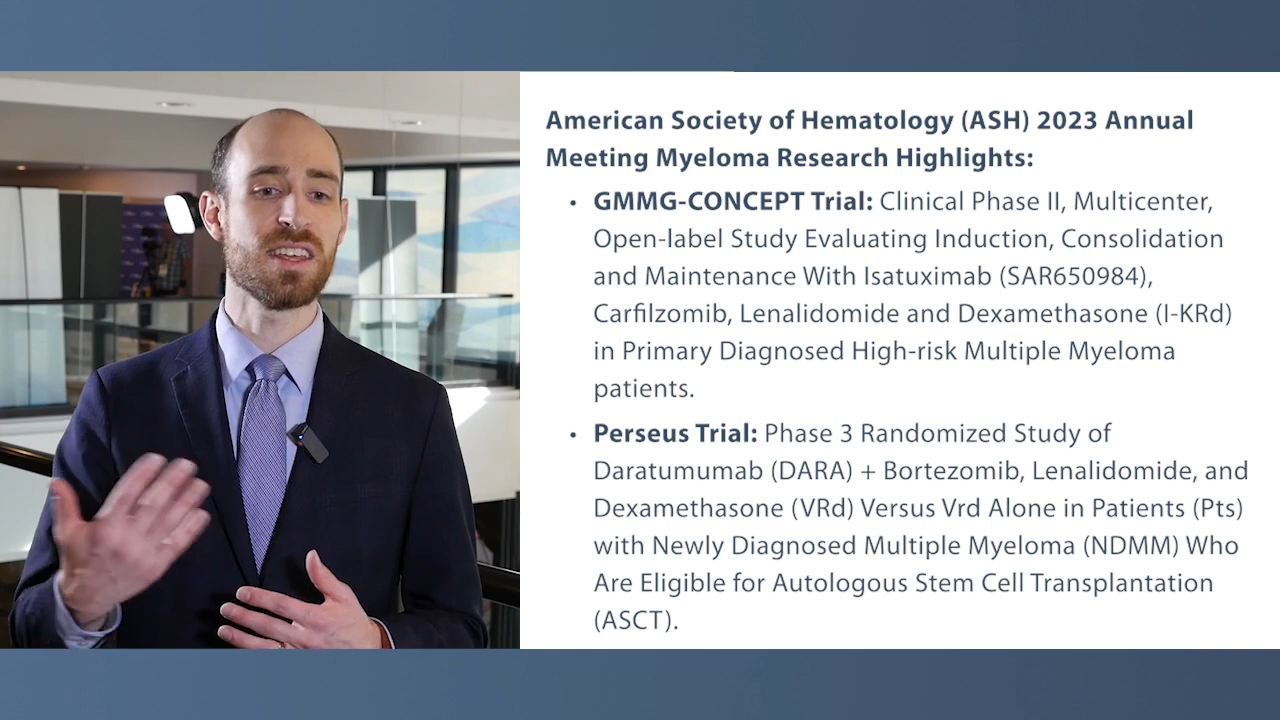 American Society of Hematology (ASH) 2023 Annual
Meeting Myeloma Research Highlights:
• GMMG-CONCEPT Trial: Clinical Phase II, Multicenter,
Open-label Study Evaluating Induction, Consolidation
and Maintenance With Isatuximab (SAR650984),
Carfilzomib, Lenalidomide and Dexamethasone (I-KRd)
in Primary Diagnosed High-risk Multiple Myeloma
patients.
• Perseus Trial: Phase 3 Randomized Study of
Daratumumab (DARA) + Bortezomib, Lenalidomide, and
Dexamethasone (VRd) Versus Vrd Alone in Patients (Pts)
with Newly Diagnosed Multiple Myeloma (NDMM) Who
Are Eligible for Autologous Stem Cell Transplantation
(ASCT).